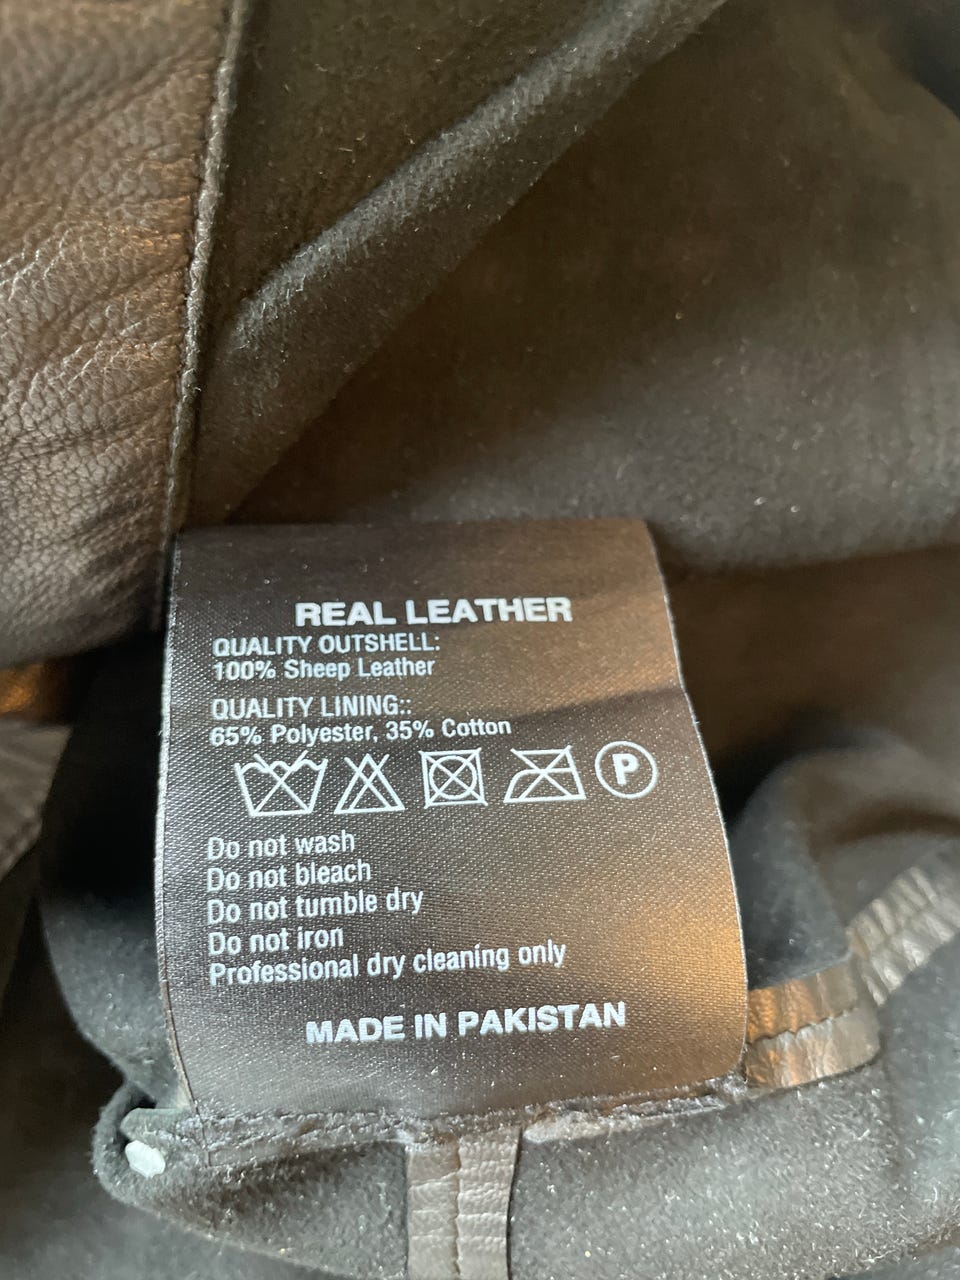 REAL LEATHER
QUALITY OUTSHELL:
100% Sheep Leather
QUALITY LINING::
65% Polyester, 35% Cotton
P
Do not wash
Do not bleach
Do not tumble dry
Do not iron
Professional dry cleaning only
MADE IN PAKISTAN